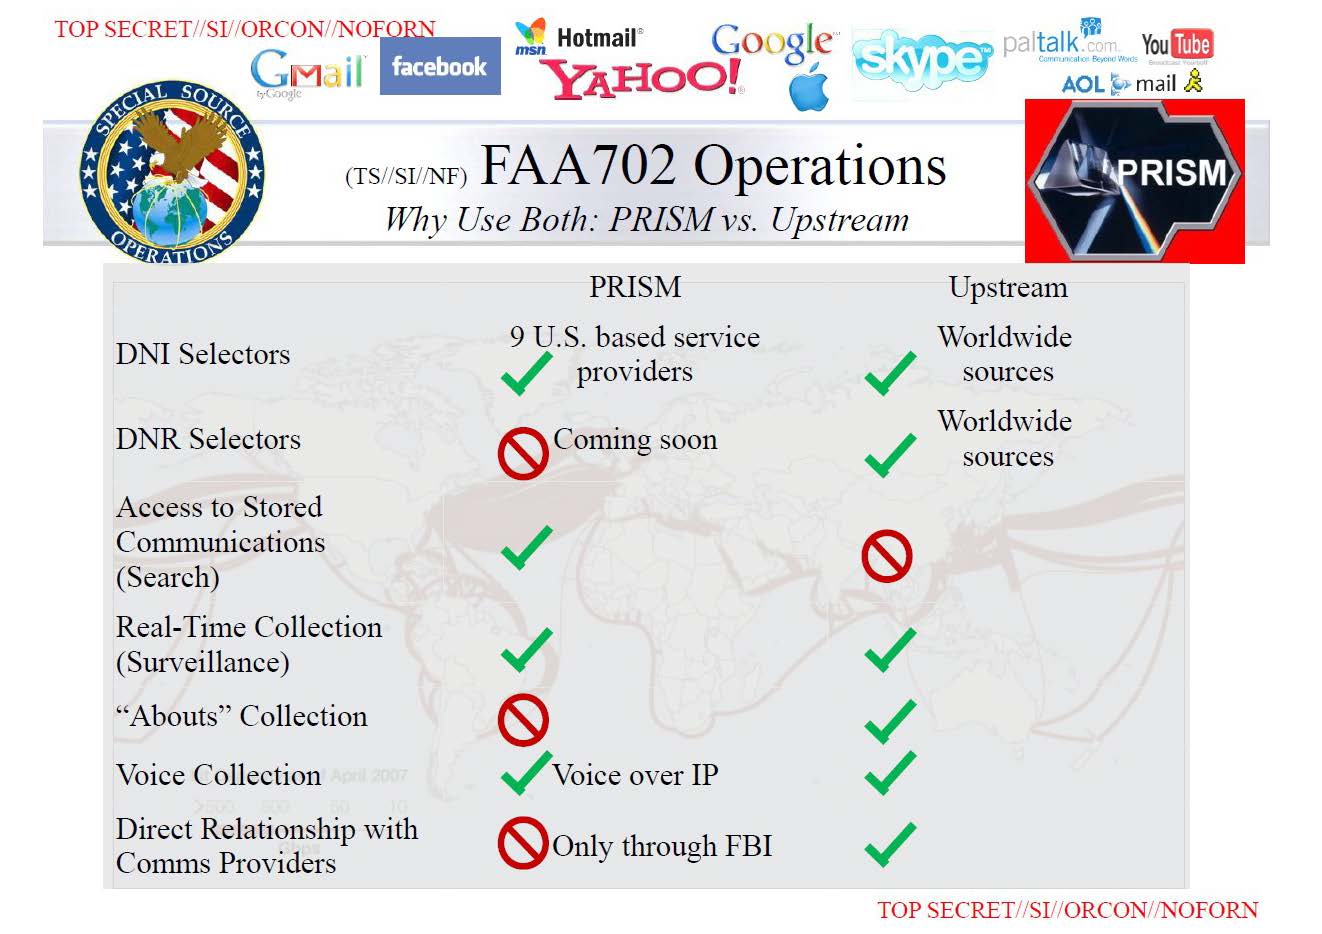 TOP SECRET//SI//ORCON//NOFORN
Gmail
by Google
facebook
msn Hotmail
YAHOO!
Google
skype
paltalk.com
Communication Beyond Words
YouTube
Broadcast Yourself
AOL mail
SPECIAL SOURCE OPERATIONS
(TS//SI//NF) FAA702 Operations
Why Use Both: PRISM vs. Upstream
PRISM
PRISM Upstream
DNI Selectors 9 U.S. based service providers Worldwide sources
DNR Selectors Coming soon Worldwide sources
Access to Stored
Communications
(Search)
Real-Time Collection
(Surveillance)
“Abouts” Collection
Voice Collection Voice over IP
April 2007
>500 500 50 10
Gbps
Direct Relationship with
Comms Providers Only through FBI
TOP SECRET//SI//ORCON//NOFORN